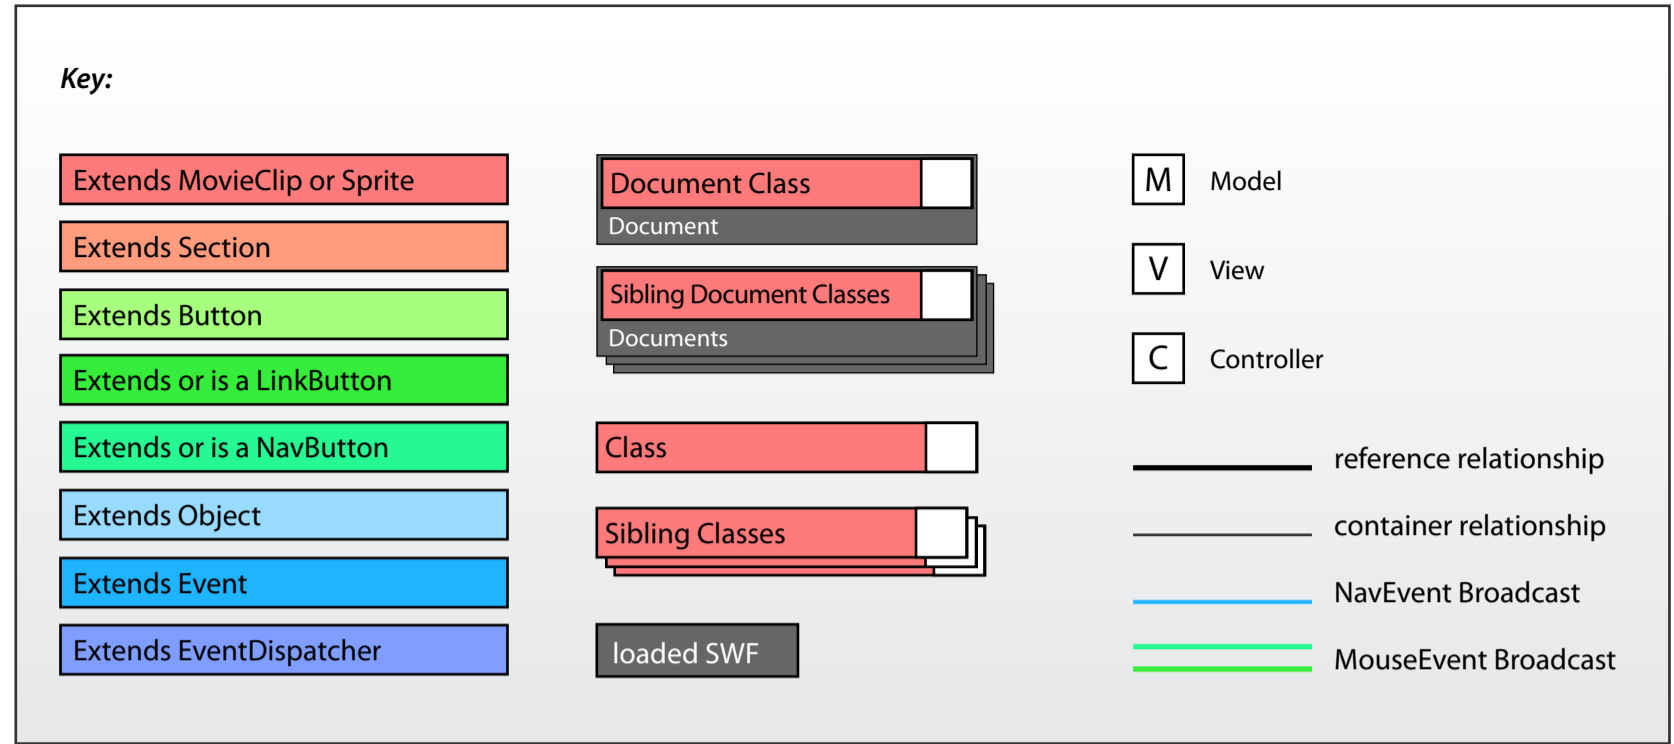 Key:
Extends MovieClip or Sprite
Extends Section
Extends Button
Extends or is a LinkButton
Extends or is a NavButton
Extends Object
Extends Event
Extends EventDispatcher
Document Class
Document
Sibling Document Classes
Documents
Class
Sibling Classes
loaded SWF
M Model
V View
C Controller
reference relationship
container relationship
NavEvent Broadcast
MouseEvent Broadcast